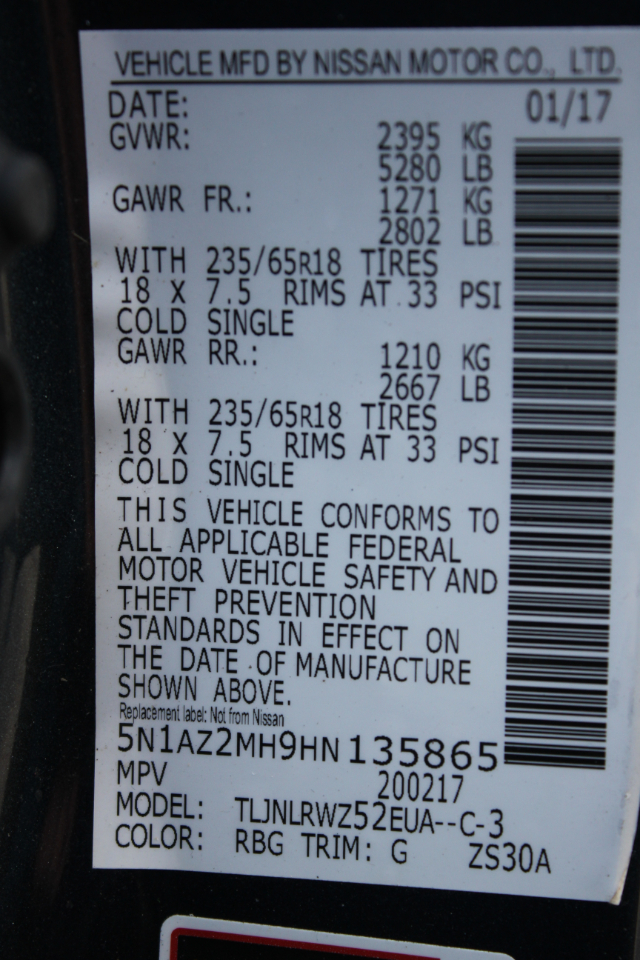 VEHICLE MFD BY NISSAN MOTOR CO., LTD.
DATE: 01/17
GVWR: 2395 KG
5280 LB
GAWR FR.: 1271 KG
2802 LB
WITH 235/65R18 TIRES
18 X 7.5 RIMS AT 33 PSI
COLD SINGLE
GAWR RR.: 1210 KG
2667 LB
WITH 235/65R18 TIRES
18 X 7.5 RIMS AT 33 PSI
COLD SINGLE
THIS VEHICLE CONFORMS TO
ALL APPLICABLE FEDERAL
MOTOR VEHICLE SAFETY AND
THEFT PREVENTION
STANDARDS IN EFFECT ON
THE DATE OF MANUFACTURE
SHOWN ABOVE.
Replacement label: Not from Nissan
5N1AZ2MH9HN135865
MPV 200217
MODEL: TLJNLRWZ52EUA--C-3
COLOR: RBG TRIM: G ZS30A